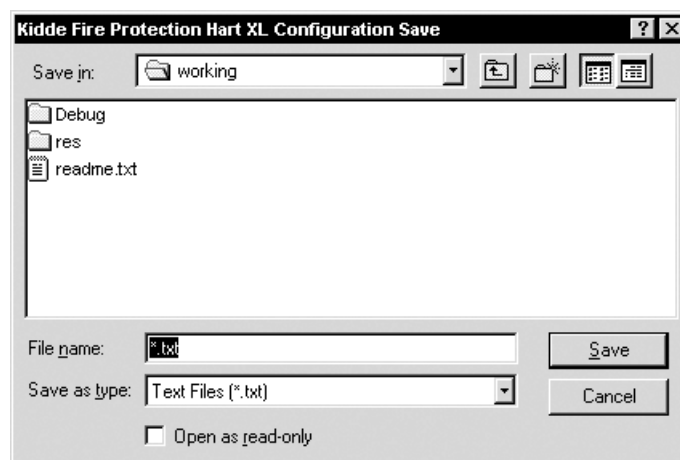 Kidde Fire Protection Hart XL Configuration Save
Save in: working
Debug
res
readme.txt
File name: *.txt Save
Save as type: Text Files (*.txt) Cancel
Open as read-only